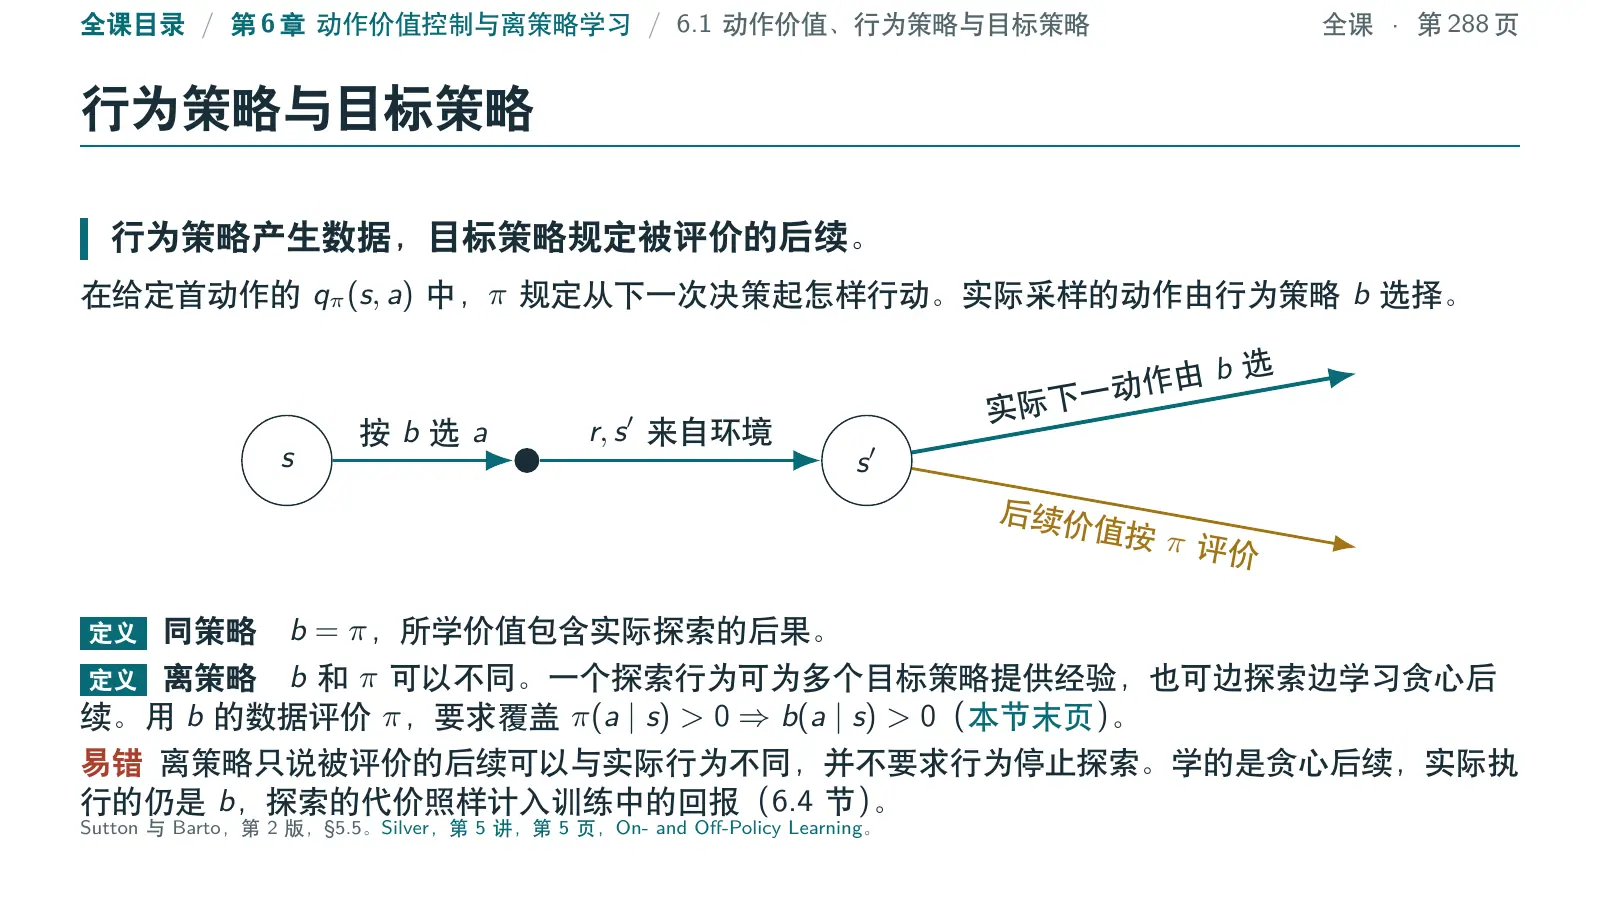 全课目录 / 第 6 章 动作价值控制与离策略学习 / 6.1 动作价值、行为策略与目标策略 全课 · 第 288 页
行为策略与目标策略
行为策略产生数据，目标策略规定被评价的后续。
在给定首动作的 qπ(s, a) 中，π 规定从下一次决策起怎样行动。实际采样的动作由行为策略 b 选择。
s
按 b 选 a
r, s′ 来自环境
s′
实际下一动作由 b 选
后续价值按 π 评价
定义 同策略 b = π，所学价值包含实际探索的后果。
定义 离策略 b 和 π 可以不同。一个探索行为可为多个目标策略提供经验，也可边探索边学习贪心后
续。用 b 的数据评价 π，要求覆盖 π(a | s) > 0 ⇒ b(a | s) > 0（本节末页）。
易错 离策略只说被评价的后续可以与实际行为不同，并不要求行为停止探索。学的是贪心后续，实际执
行的仍是 b，探索的代价照样计入训练中的回报（6.4 节）。
Sutton 与 Barto，第 2 版，§5.5。Silver，第 5 讲，第 5 页，On- and Off-Policy Learning。